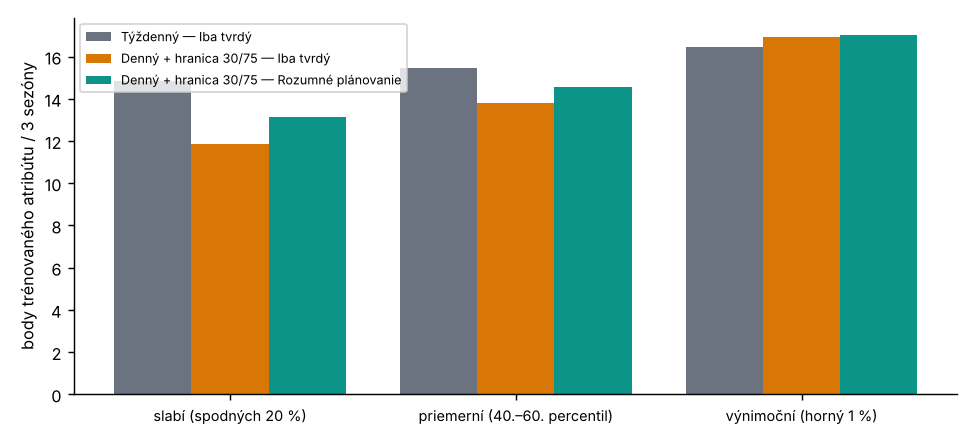 Týždenný — Iba tvrdý
Denný + hranica 30/75 — Iba tvrdý
Denný + hranica 30/75 — Rozumné plánovanie
body trénovaného atribútu / 3 sezóny
16
14
12
10
8
6
4
2
0
slabí (spodných 20 %)
priemerní (40.–60. percentil)
výnimoční (horný 1 %)